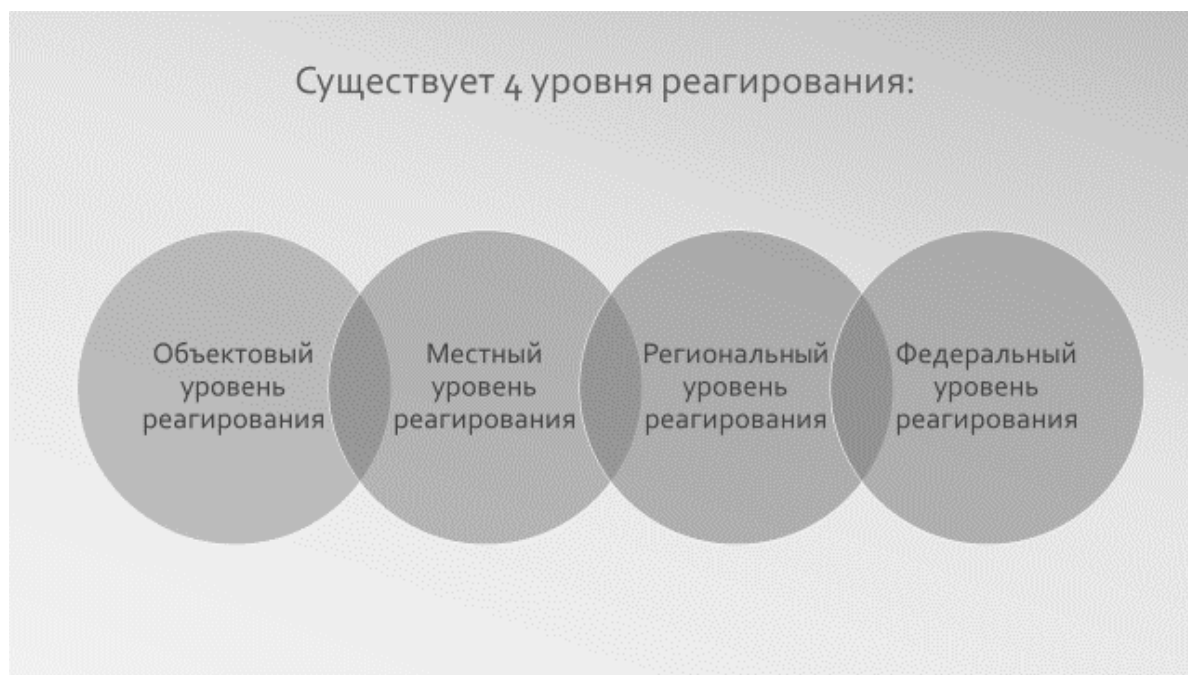 Существует 4 уровня реагирования:
Объектовый
уровень
реагирования
Местный
уровень
реагирования
Региональный
уровень
реагирования
Федеральный
уровень
реагирования